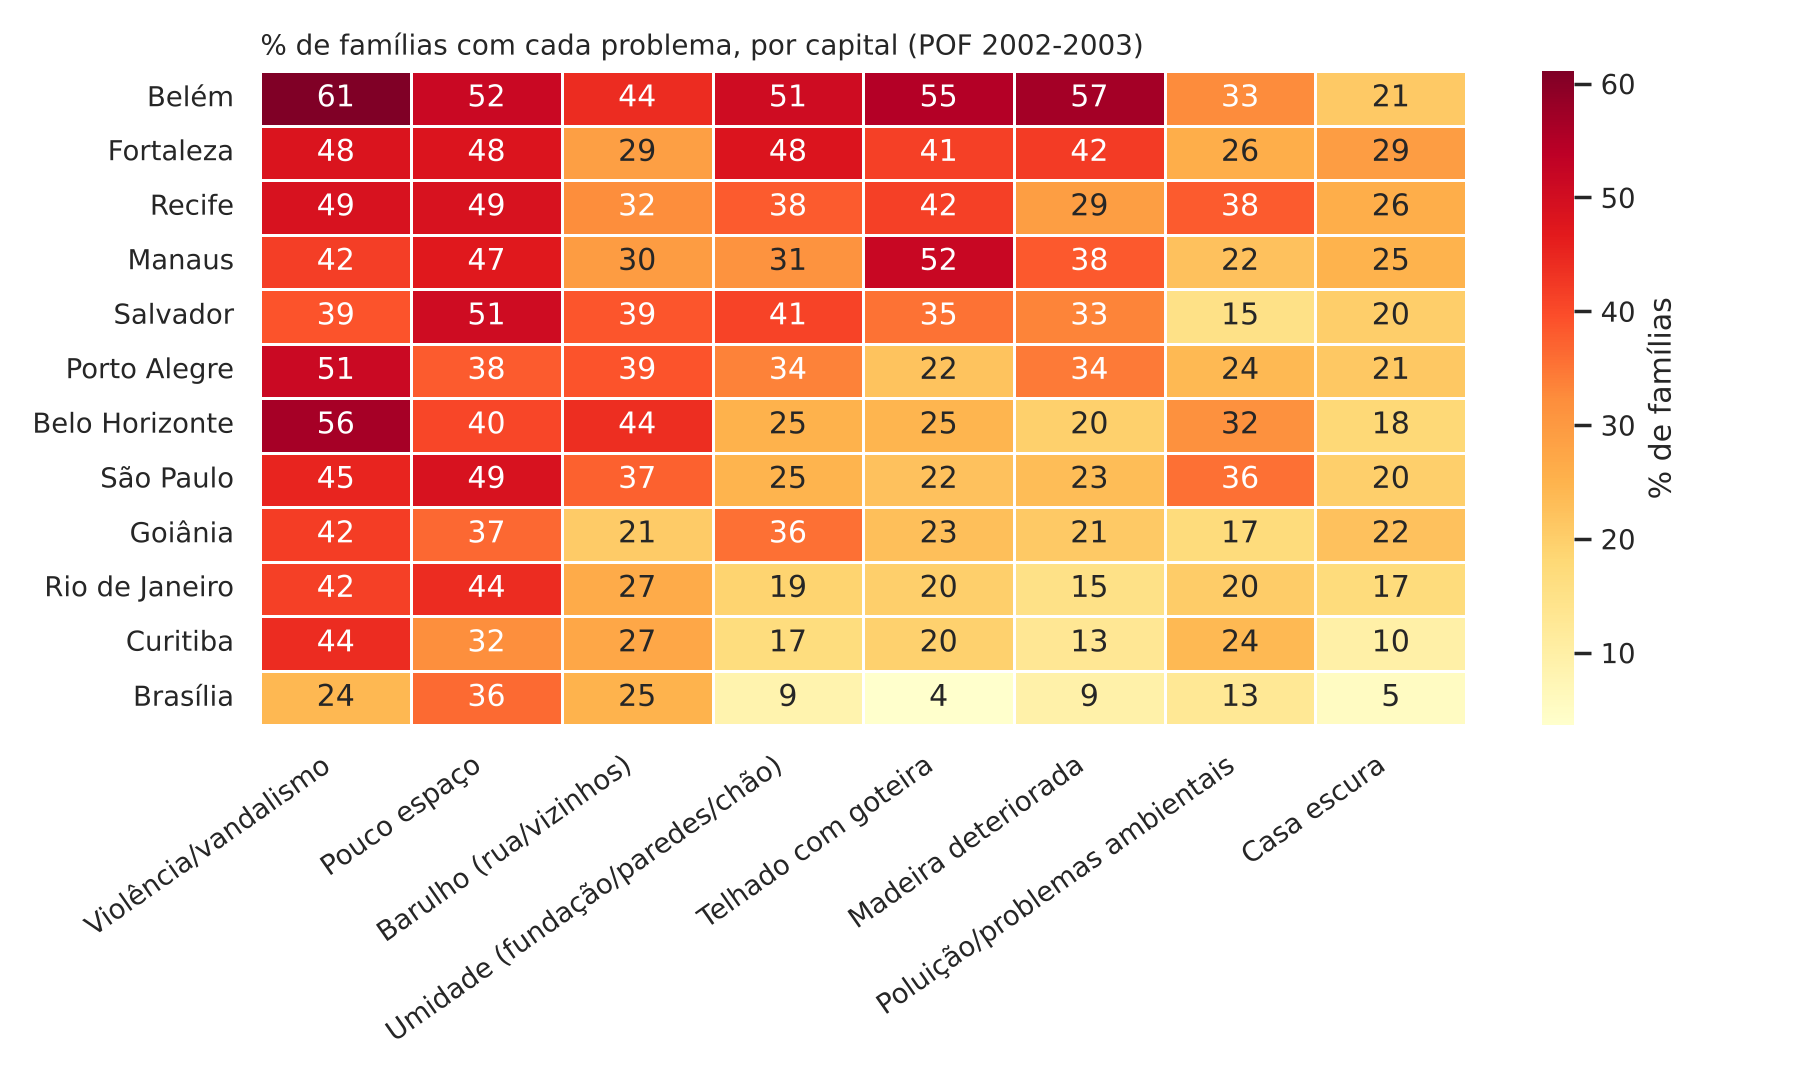 % de famílias com cada problema, por capital (POF 2002-2003)
Belém 61 52 44 51 55 57 33 21
Fortaleza 48 48 29 48 41 42 26 29
Recife 49 49 32 38 42 29 38 26
Manaus 42 47 30 31 52 38 22 25
Salvador 39 51 39 41 35 33 15 20
Porto Alegre 51 38 39 34 22 34 24 21
Belo Horizonte 56 40 44 25 25 20 32 18
São Paulo 45 49 37 25 22 23 36 20
Goiânia 42 37 21 36 23 21 17 22
Rio de Janeiro 42 44 27 19 20 15 20 17
Curitiba 44 32 27 17 20 13 24 10
Brasília 24 36 25 9 4 9 13 5
Violência/vandalismo
Pouco espaço
Barulho (rua/vizinhos)
Umidade (fundação/paredes/chão)
Telhado com goteira
Madeira deteriorada
Poluição/problemas ambientais
Casa escura
60
50
40
30
20
10
% de famílias